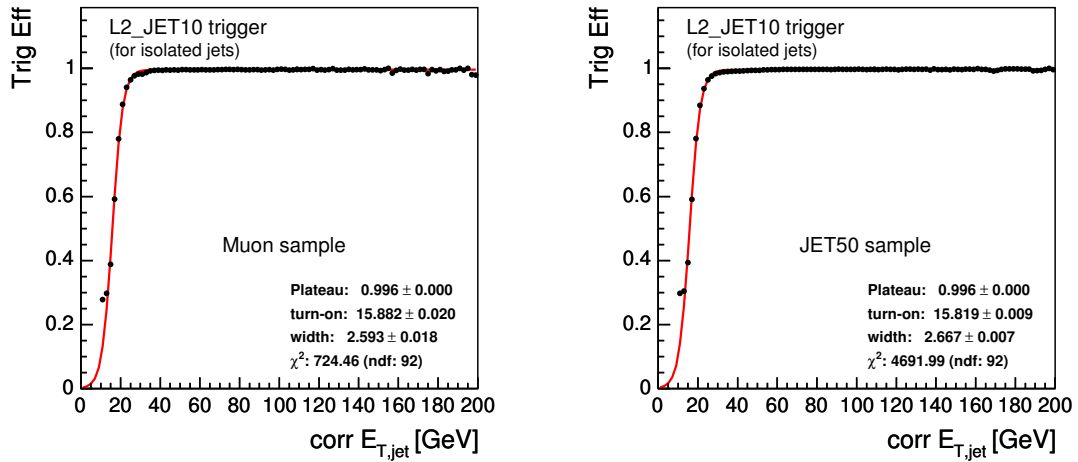 Trig Eff
L2_JET10 trigger
(for isolated jets)
1
0.8
0.6
0.4
0.2
0
Muon sample
Plateau: 0.996 ± 0.000
turn-on: 15.882 ± 0.020
width: 2.593 ± 0.018
χ²: 724.46 (ndf: 92)
0 20 40 60 80 100 120 140 160 180 200
corr E_T,jet [GeV]
Trig Eff
L2_JET10 trigger
(for isolated jets)
1
0.8
0.6
0.4
0.2
0
JET50 sample
Plateau: 0.996 ± 0.000
turn-on: 15.819 ± 0.009
width: 2.667 ± 0.007
χ²: 4691.99 (ndf: 92)
0 20 40 60 80 100 120 140 160 180 200
corr E_T,jet [GeV]